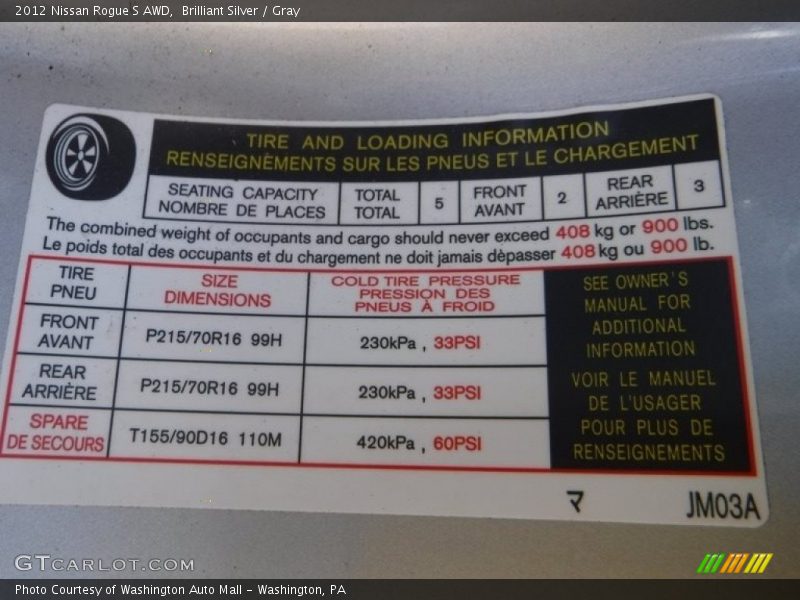 2012 Nissan Rogue S AWD,  Brilliant Silver / Gray
TIRE AND LOADING INFORMATION
RENSEIGNÈMENTS SUR LES PNEUS ET LE CHARGEMENT
SEATING CAPACITY
NOMBRE DE PLACES
TOTAL
TOTAL
5
FRONT
AVANT
2
REAR
ARRIÈRE
3
The combined weight of occupants and cargo should never exceed 408 kg or 900 lbs.
Le poids total des occupants et du chargement ne doit jamais dèpasser 408 kg ou 900 lb.
TIRE
PNEU
SIZE
DIMENSIONS
COLD TIRE PRESSURE
PRESSION DES
PNEUS À FROID
FRONT
AVANT
P215/70R16 99H
230kPa , 33PSI
REAR
ARRIÈRE
P215/70R16 99H
230kPa , 33PSI
SPARE
DE SECOURS
T155/90D16 110M
420kPa , 60PSI
SEE OWNER'S
MANUAL FOR
ADDITIONAL
INFORMATION
VOIR LE MANUEL
DE L'USAGER
POUR PLUS DE
RENSEIGNEMENTS
マ
JM03A
GTCARLOT.COM
Photo Courtesy of Washington Auto Mall - Washington, PA